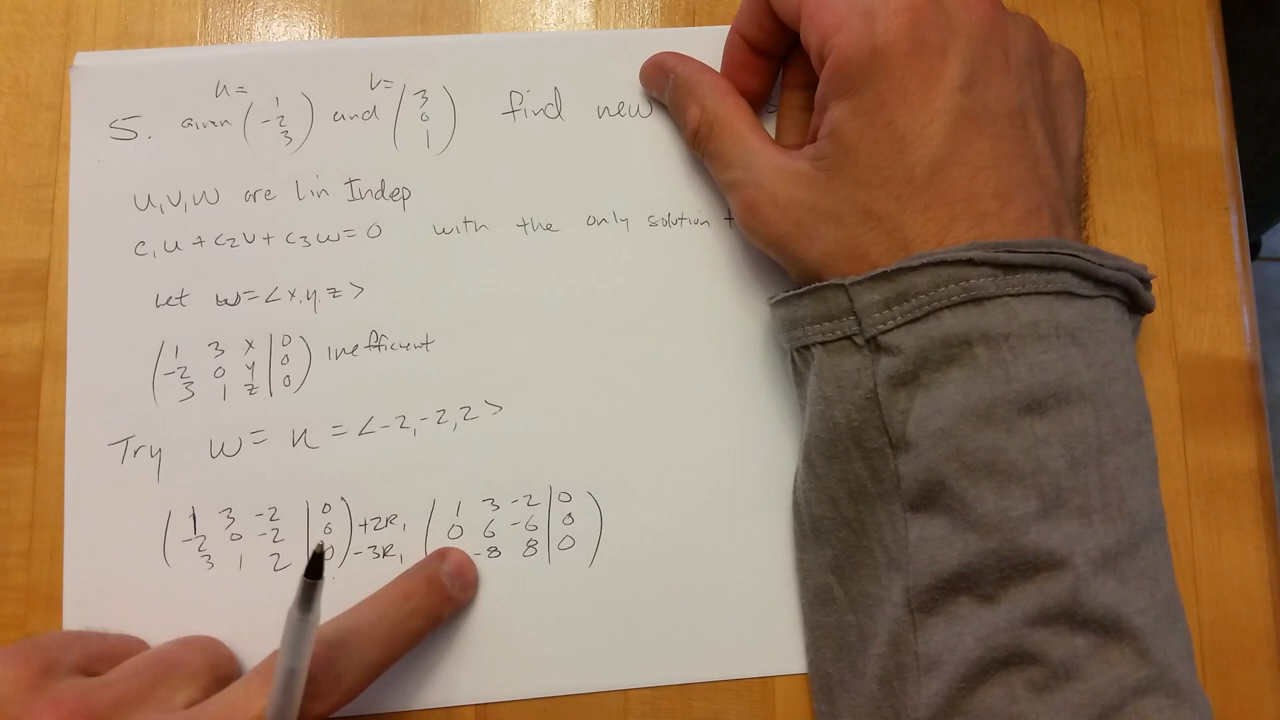 u= v=
5. given ( 1 -2 3 ) and ( 3 0 1 ) find new
u,v,w are lin Indep
c₁u + c₂v + c₃w = 0 with the only solution
Let w = <x,y,z>
( 1 3 x | 0
-2 0 y | 0
3 1 z | 0 ) inefficient
Try w = n = <-2,-2,2>
( 1 3 -2 | 0 ) ( 1 3 -2 | 0
-2 0 -2 | 0 +2R₁ 0 6 -6 | 0
3 1 2 | 0 ) -3R₁ -8 8 | 0 )